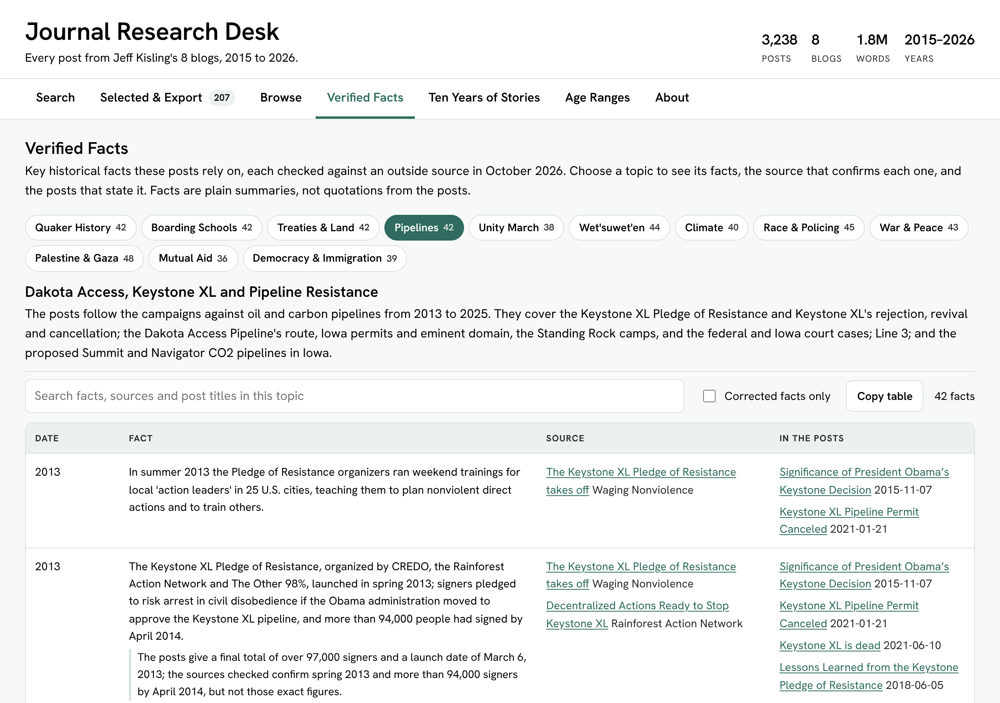 Journal Research Desk
Every post from Jeff Kisling's 8 blogs, 2015 to 2026.
3,238 8 1.8M 2015–2026
POSTS BLOGS WORDS YEARS
Search Selected & Export 207 Browse Verified Facts Ten Years of Stories Age Ranges About
Verified Facts
Key historical facts these posts rely on, each checked against an outside source in October 2026. Choose a topic to see its facts, the source that confirms each one, and
the posts that state it. Facts are plain summaries, not quotations from the posts.
Quaker History 42 Boarding Schools 42 Treaties & Land 42 Pipelines 42 Unity March 38 Wet'suwet'en 44 Climate 40 Race & Policing 45 War & Peace 43
Palestine & Gaza 48 Mutual Aid 36 Democracy & Immigration 39
Dakota Access, Keystone XL and Pipeline Resistance
The posts follow the campaigns against oil and carbon pipelines from 2013 to 2025. They cover the Keystone XL Pledge of Resistance and Keystone XL's rejection, revival
and cancellation; the Dakota Access Pipeline's route, Iowa permits and eminent domain, the Standing Rock camps, and the federal and Iowa court cases; Line 3; and the
proposed Summit and Navigator CO2 pipelines in Iowa.
Search facts, sources and post titles in this topic
Corrected facts only
Copy table
42 facts
DATE FACT SOURCE IN THE POSTS
2013
In summer 2013 the Pledge of Resistance organizers ran weekend trainings for
local 'action leaders' in 25 U.S. cities, teaching them to plan nonviolent direct
actions and to train others.
The Keystone XL Pledge of Resistance
takes off Waging Nonviolence
Significance of President Obama’s
Keystone Decision 2015-11-07
Keystone XL Pipeline Permit
Canceled 2021-01-21
2013
The Keystone XL Pledge of Resistance, organized by CREDO, the Rainforest
Action Network and The Other 98%, launched in spring 2013; signers pledged
to risk arrest in civil disobedience if the Obama administration moved to
approve the Keystone XL pipeline, and more than 94,000 people had signed by
April 2014.
The posts give a final total of over 97,000 signers and a launch date of March 6,
2013; the sources checked confirm spring 2013 and more than 94,000 signers
by April 2014, but not those exact figures.
The Keystone XL Pledge of Resistance
takes off Waging Nonviolence
Decentralized Actions Ready to Stop
Keystone XL Rainforest Action Network
Significance of President Obama’s
Keystone Decision 2015-11-07
Keystone XL Pipeline Permit
Canceled 2021-01-21
Keystone XL is dead 2021-06-10
Lessons Learned from the Keystone
Pledge of Resistance 2018-06-05